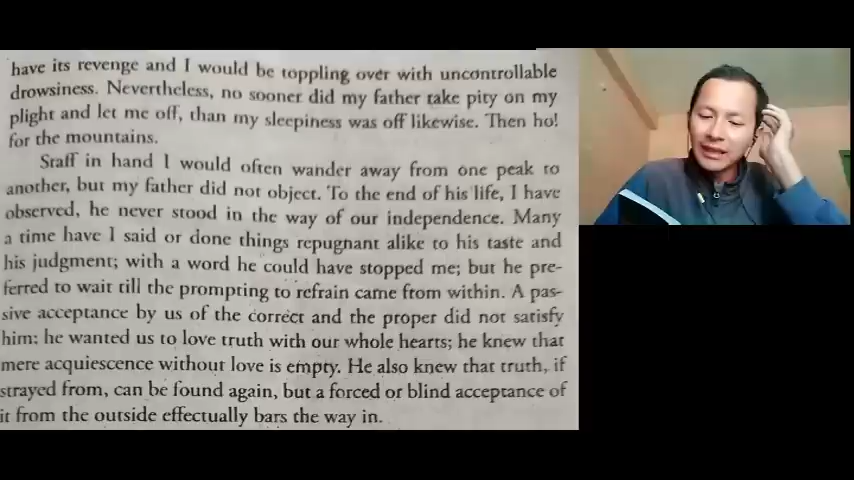 have its revenge and I would be toppling over with uncontrollable
drowsiness. Nevertheless, no sooner did my father take pity on my
plight and let me off, than my sleepiness was off likewise. Then ho!
for the mountains.
Staff in hand I would often wander away from one peak to
another, but my father did not object. To the end of his life, I have
observed, he never stood in the way of our independence. Many
a time have I said or done things repugnant alike to his taste and
his judgment; with a word he could have stopped me; but he pre-
ferred to wait till the prompting to refrain came from within. A pas-
sive acceptance by us of the correct and the proper did not satisfy
him; he wanted us to love truth with our whole hearts; he knew that
mere acquiescence without love is empty. He also knew that truth, if
strayed from, can be found again, but a forced or blind acceptance of
it from the outside effectually bars the way in.